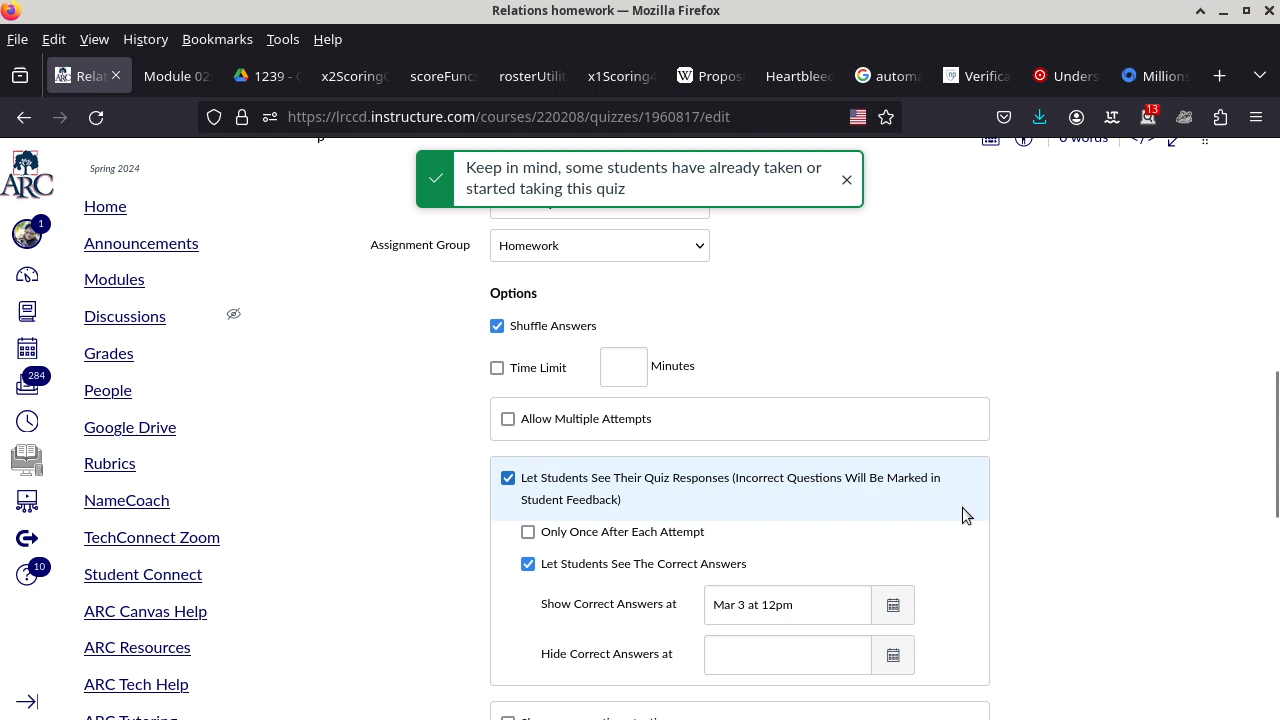 Relations homework — Mozilla Firefox
File Edit View History Bookmarks Tools Help
Relat
Module 02
1239 - C
x2Scoring
scoreFunc
rosterUtili
x1Scoring
Propos
Heartbleed
automa
Verifica
Unders
Millions
https://lrccd.instructure.com/courses/220208/quizzes/1960817/edit
13
p
0 words
ARC
Spring 2024
Keep in mind, some students have already taken or
started taking this quiz
Home
1
Announcements
Assignment Group
Homework
Modules
Options
Discussions
Shuffle Answers
Grades
Time Limit
Minutes
284
People
Google Drive
Allow Multiple Attempts
Rubrics
Let Students See Their Quiz Responses (Incorrect Questions Will Be Marked in
Student Feedback)
NameCoach
Only Once After Each Attempt
TechConnect Zoom
Let Students See The Correct Answers
10
Student Connect
Show Correct Answers at
Mar 3 at 12pm
ARC Canvas Help
ARC Resources
Hide Correct Answers at
ARC Tech Help
ARC Tutoring